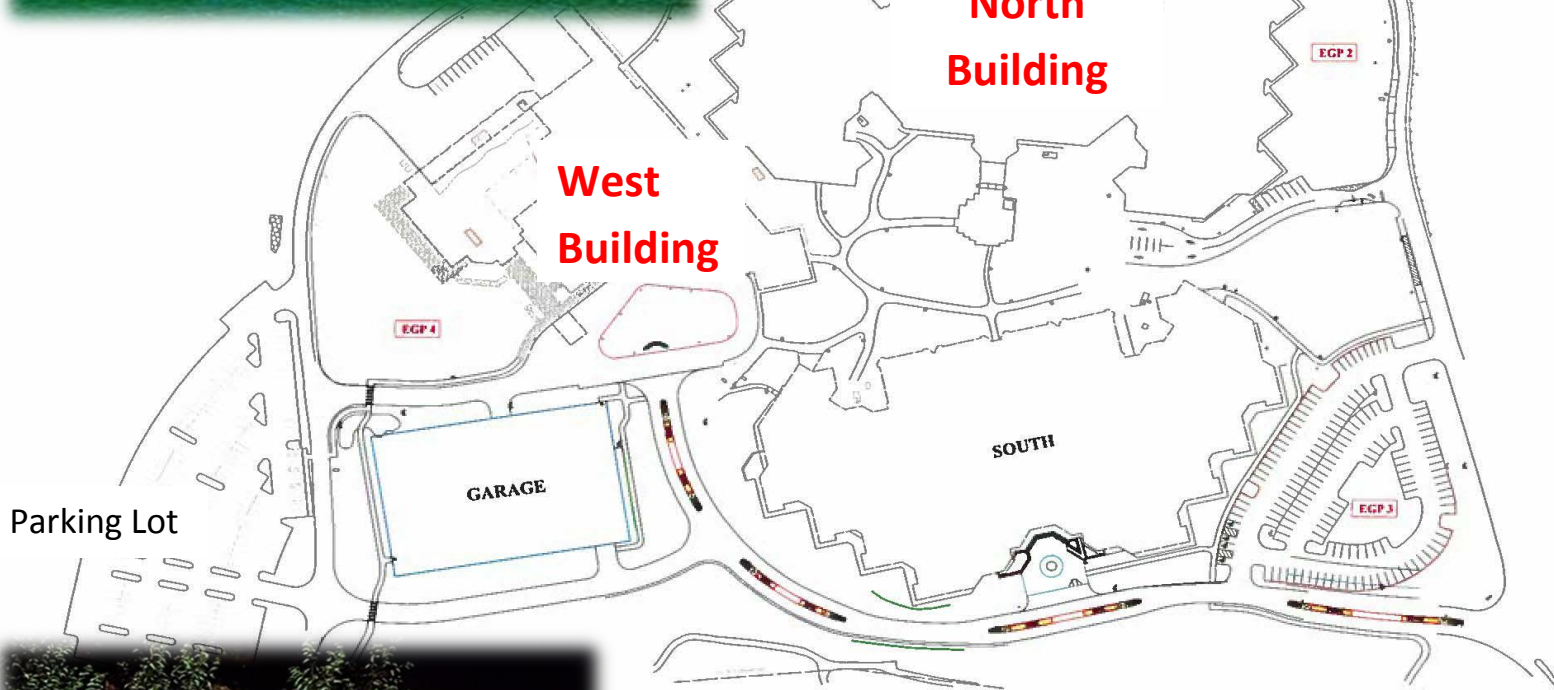 North
Building
EGP 2
West
Building
EGP 4
SOUTH
GARAGE
EGP 3
Parking Lot